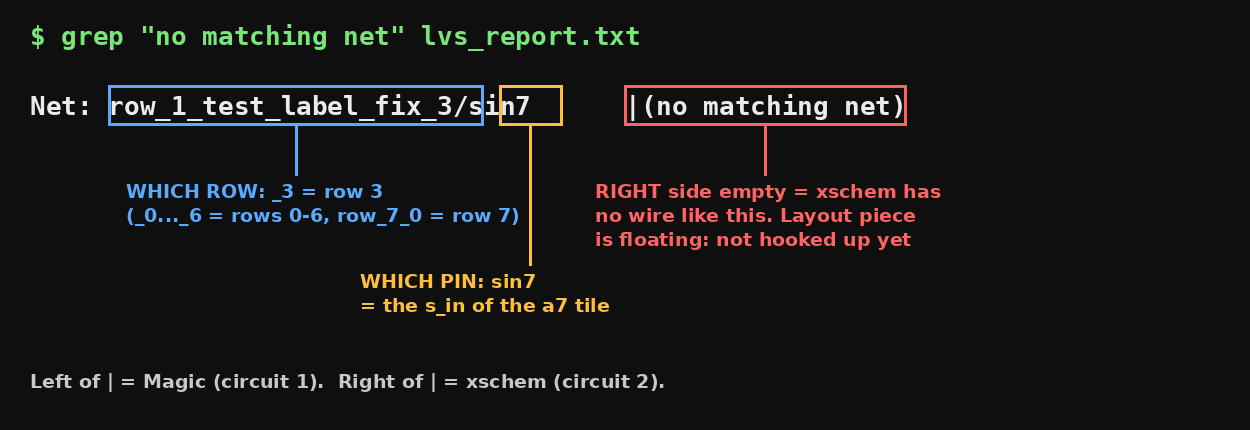 $ grep "no matching net" lvs_report.txt
Net: row_1_test_label_fix_3/sin7 |(no matching net)
WHICH ROW: _3 = row 3
(_0..._6 = rows 0-6, row_7_0 = row 7)
RIGHT side empty = xschem has
no wire like this. Layout piece
is floating: not hooked up yet
WHICH PIN: sin7
= the s_in of the a7 tile
Left of | = Magic (circuit 1).  Right of | = xschem (circuit 2).